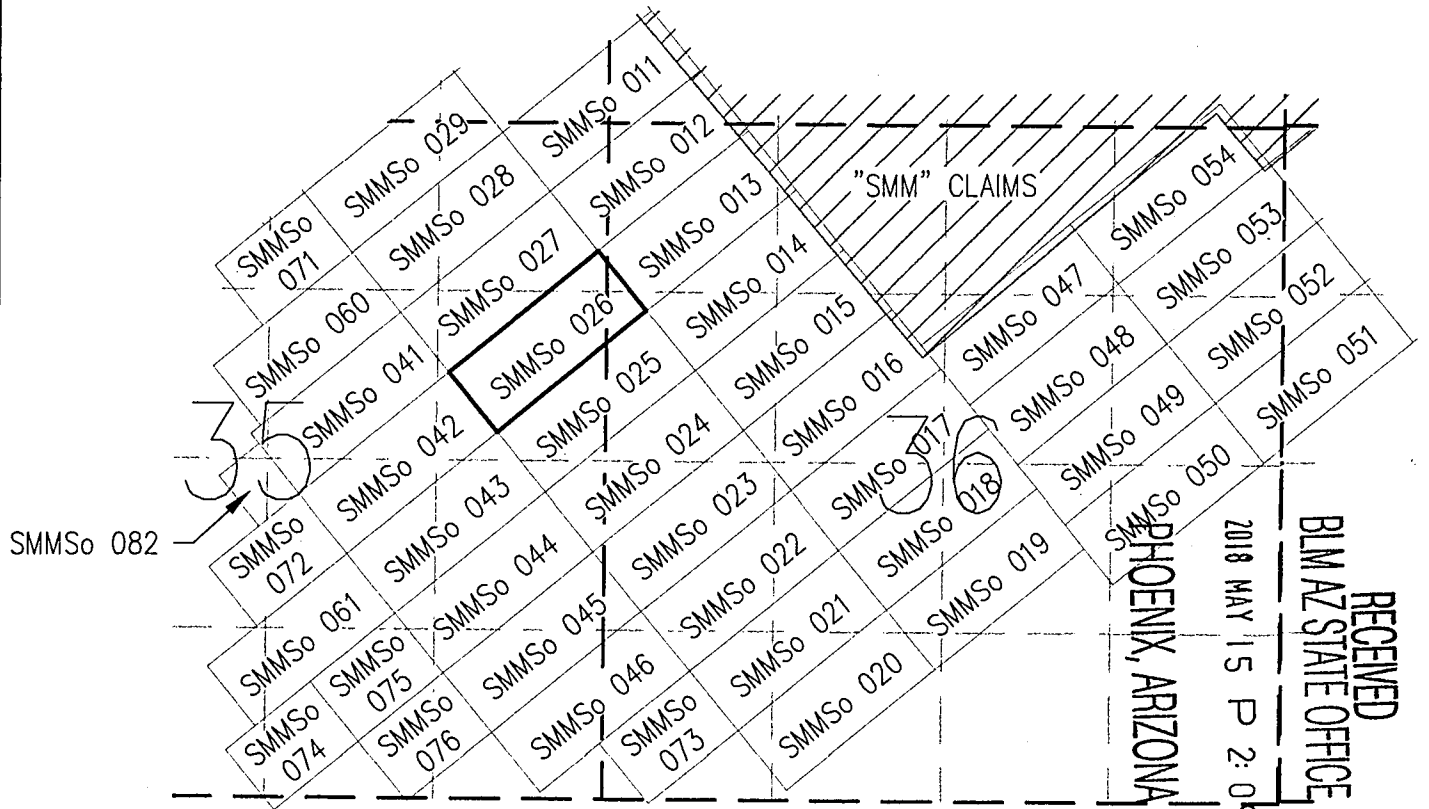 SMMSo 011
SMMSo 029
SMMSo 012
SMMSo 028
"SMM" CLAIMS
SMMSo 054
SMMSo 013
SMMSo
071
SMMSo 027
SMMSo 053
SMMSo 014
SMMSo 047
SMMSo 060
SMMSo 026
SMMSo 052
SMMSo 015
SMMSo 048
SMMSo 041
SMMSo 025
SMMSo 051
SMMSo 016
SMMSo 049
35
SMMSo 042
SMMSo 024
SMMSo 017
36
SMMSo 018
SMMSo 050
SMMSo 082
SMMSo
072
SMMSo 043
SMMSo 023
SMMSo 019
SMMSo 044
SMMSo 022
SMMSo 061
SMMSo 045
SMMSo 021
SMMSo
075
SMMSo 046
SMMSo 020
SMMSo
074
SMMSo
076
SMMSo
073
RECEIVED
BLM AZ STATE OFFICE
2018 MAY 15 P 2:0
PHOENIX, ARIZONA